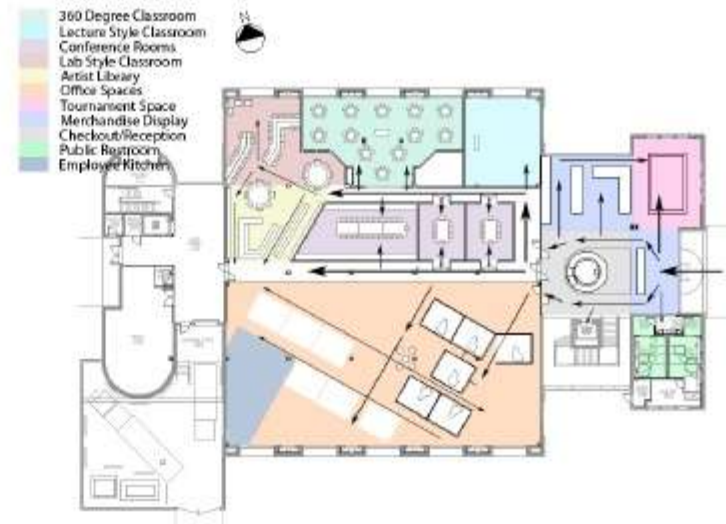 360 Degree Classroom
Lecture Style Classroom
Conference Rooms
Lab Style Classroom
Artist Library
Office Spaces
Tournament Space
Merchandise Display
Checkout/Reception
Public Restroom
Employee Kitchen
N